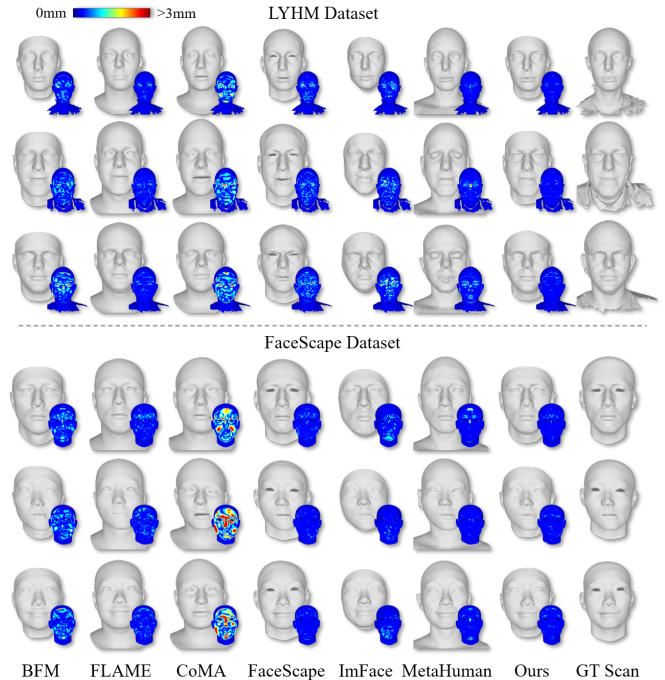 0mm >3mm
LYHM Dataset
FaceScape Dataset
BFM FLAME CoMA FaceScape ImFace MetaHuman Ours GT Scan